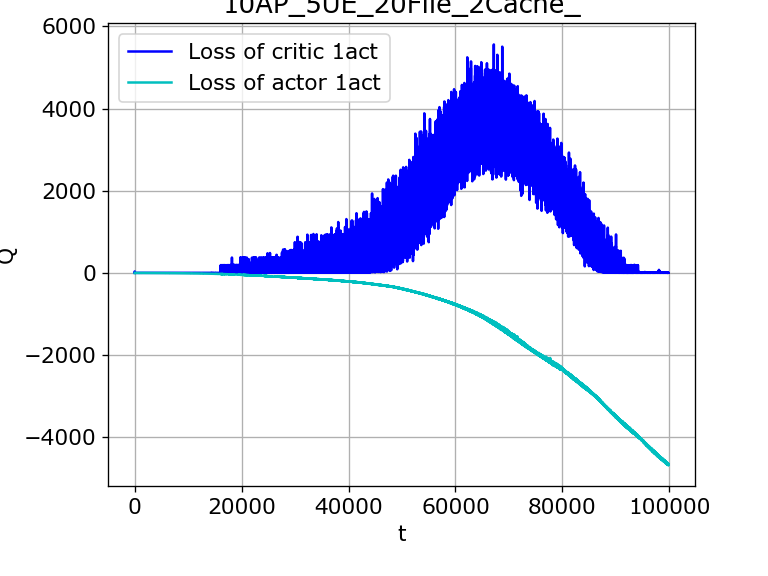 10AP_5UE_20File_2Cache_
6000
4000
2000
0
−2000
−4000
Q
Loss of critic 1act
Loss of actor 1act
0 20000 40000 60000 80000 100000
t